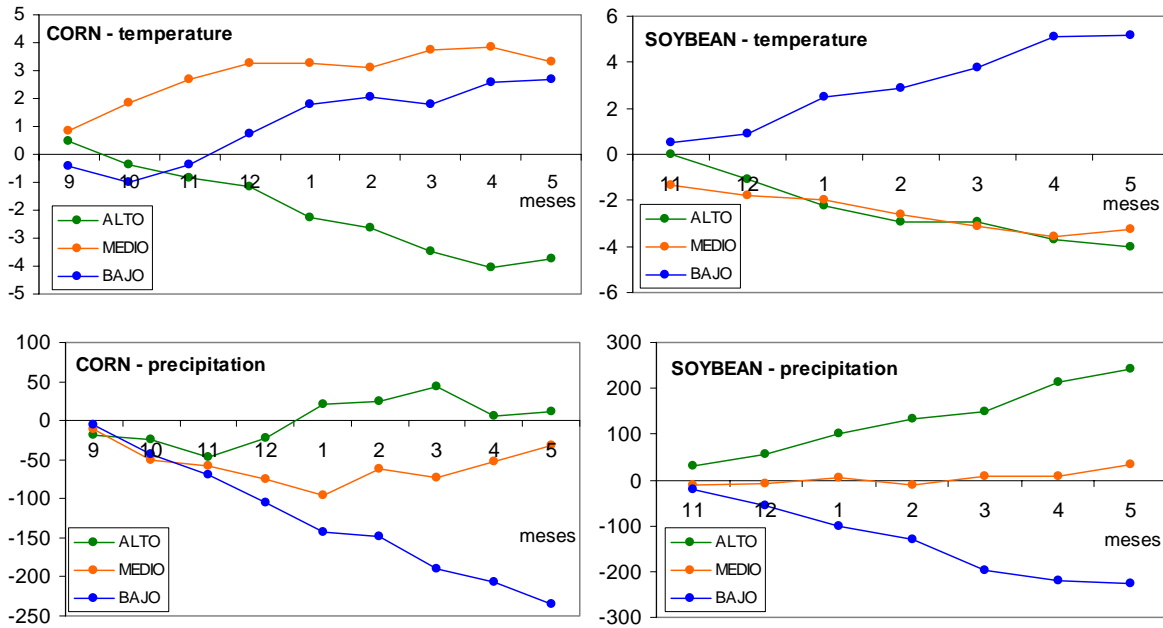 CORN - temperature
5
4
3
2
1
0
-1
-2
-3
-4
-5
9 10 11 12 1 2 3 4 5
meses
ALTO
MEDIO
BAJO
SOYBEAN - temperature
6
4
2
0
-2
-4
-6
11 12 1 2 3 4 5
meses
ALTO
MEDIO
BAJO
CORN - precipitation
100
50
0
-50
-100
-150
-200
-250
9 10 11 12 1 2 3 4 5
meses
ALTO
MEDIO
BAJO
SOYBEAN - precipitation
300
200
100
0
-100
-200
-300
11 12 1 2 3 4 5
meses
ALTO
MEDIO
BAJO